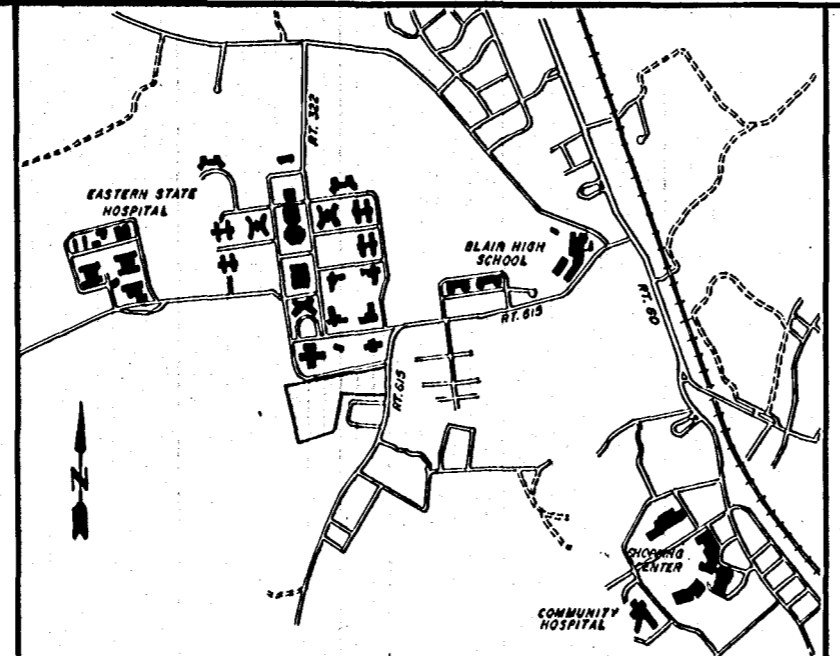 RT. 322
EASTERN STATE
HOSPITAL
BLAIR HIGH
SCHOOL
RT. 615
RT. 60
RT. 615
N
SHOPPING
CENTER
COMMUNITY
HOSPITAL